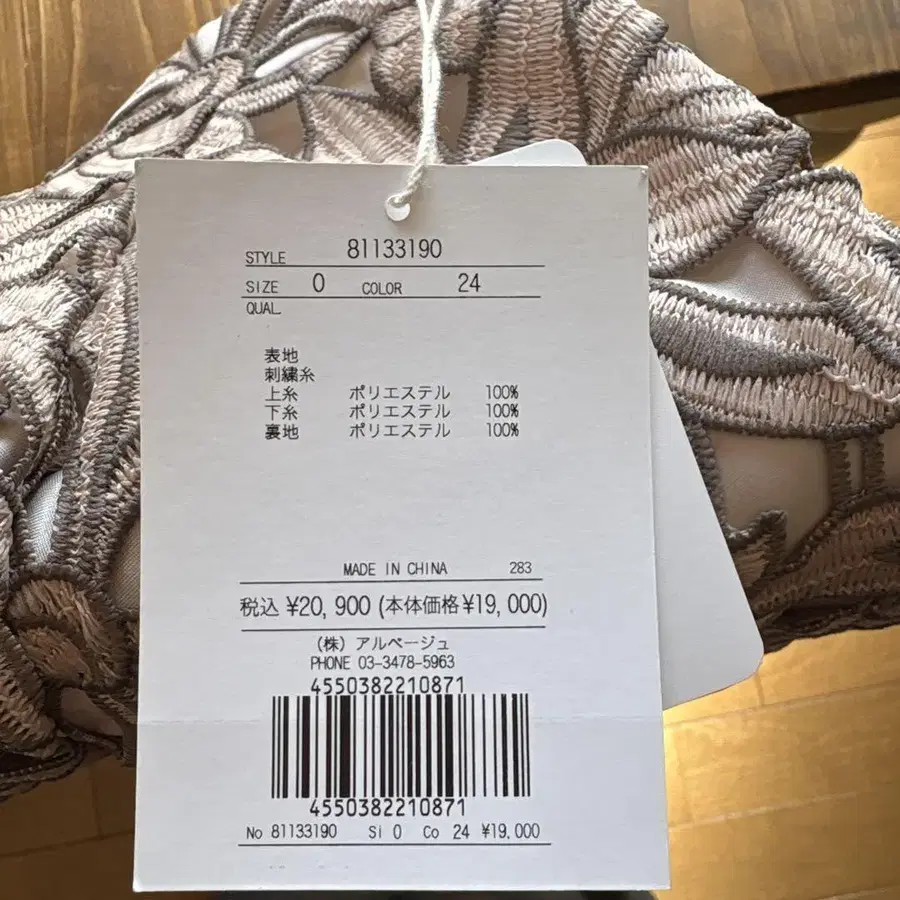 STYLE 81133190
SIZE 0 COLOR 24
QUAL
表地
刺繍糸
上糸 ポリエステル 100%
下糸 ポリエステル 100%
裏地 ポリエステル 100%
MADE IN CHINA 283
税込 ¥20,900 (本体価格¥19,000)
(株) アルページュ
PHONE 03-3478-5963
4550382210871
4550382210871
No 81133190 Si 0 Co 24 ¥19,000